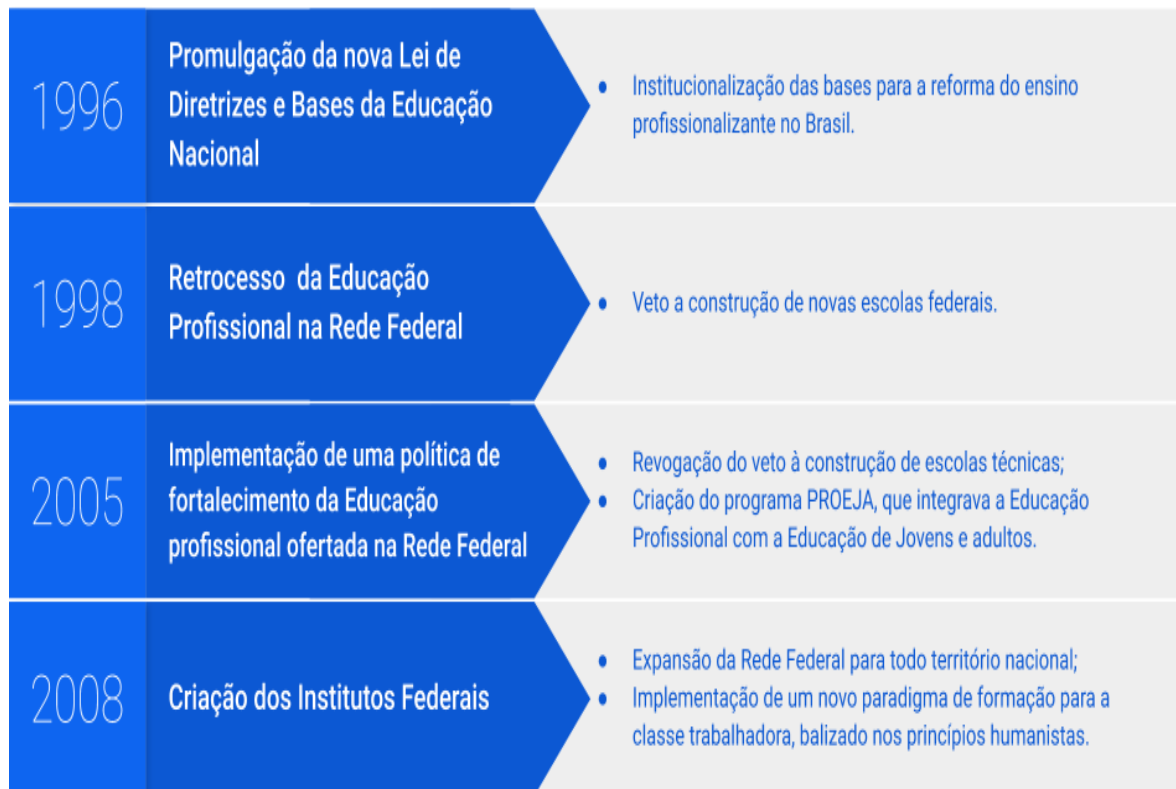 1996
Promulgação da nova Lei de
Diretrizes e Bases da Educação
Nacional
• Institucionalização das bases para a reforma do ensino
profissionalizante no Brasil.
1998
Retrocesso da Educação
Profissional na Rede Federal
• Veto a construção de novas escolas federais.
2005
Implementação de uma política de
fortalecimento da Educação
profissional ofertada na Rede Federal
• Revogação do veto à construção de escolas técnicas;
• Criação do programa PROEJA, que integrava a Educação
Profissional com a Educação de Jovens e adultos.
2008
Criação dos Institutos Federais
• Expansão da Rede Federal para todo território nacional;
• Implementação de um novo paradigma de formação para a
classe trabalhadora, balizado nos princípios humanistas.